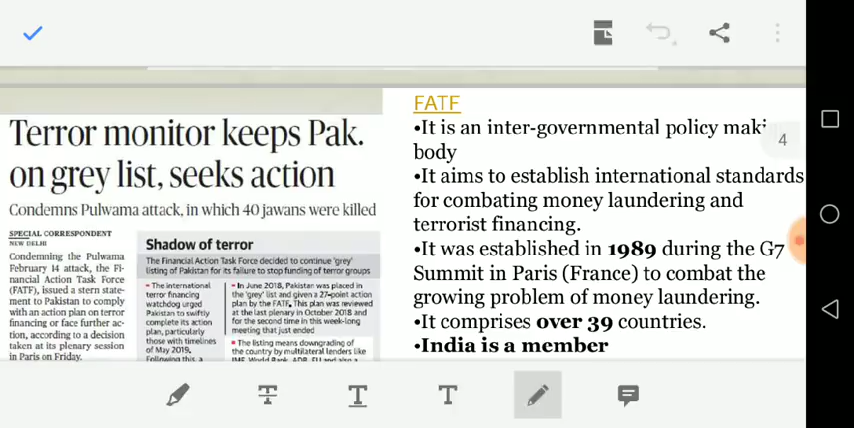 Terror monitor keeps Pak.
on grey list, seeks action
Condemns Pulwama attack, in which 40 jawans were killed
SPECIAL CORRESPONDENT
NEW DELHI
Condemning the Pulwama
February 14 attack, the Fi-
nancial Action Task Force
(FATF), issued a stern state-
ment to Pakistan to comply
with an action plan on terror
financing or face further ac-
tion, according to a decision
taken at its plenary session
in Paris on Friday.
Shadow of terror
The Financial Action Task Force decided to continue 'grey'
listing of Pakistan for its failure to stop funding of terror groups
▪ The international
terror financing
watchdog urged
Pakistan to swiftly
complete its action
plan, particularly
those with timelines
of May 2019.
Following this, a
▪ In June 2018, Pakistan was placed in
the 'grey' list and given a 27-point action
plan by the FATF. This plan was reviewed
at the last plenary in October 2018 and
for the second time in this week-long
meeting that just ended
▪ The listing means downgrading of
the country by multilateral lenders like
IMF, World Bank, ADB, EU and also a
FATF
•It is an inter-governmental policy maki
body
•It aims to establish international standards
for combating money laundering and
terrorist financing.
•It was established in 1989 during the G7
Summit in Paris (France) to combat the
growing problem of money laundering.
•It comprises over 39 countries.
•India is a member
4
T
T
T